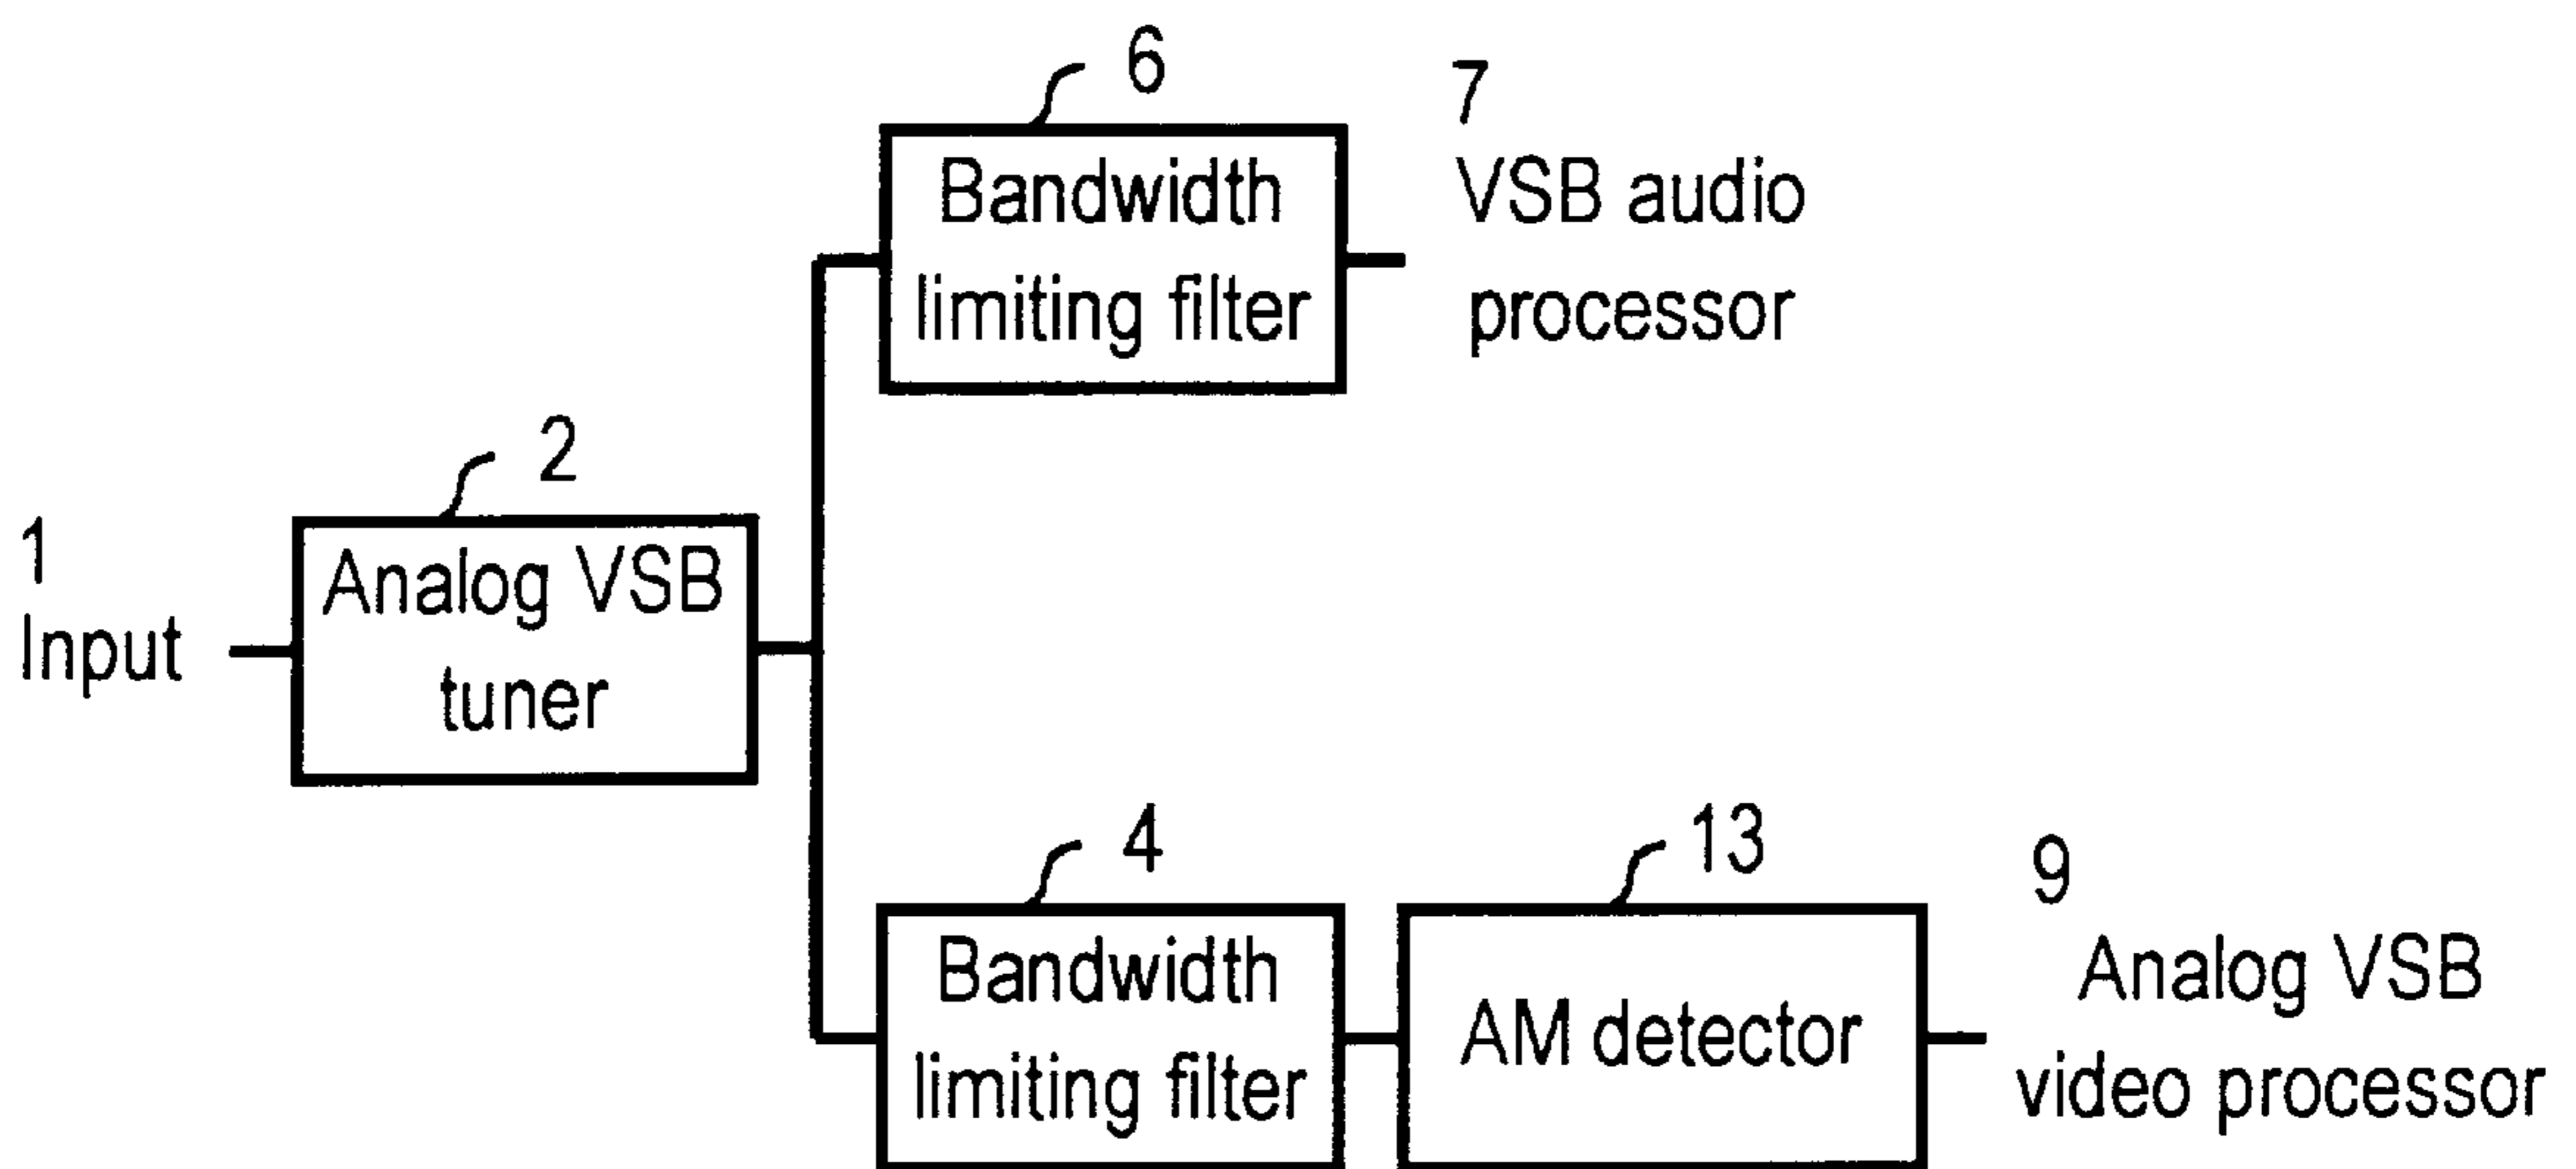 6
Bandwidth
limiting filter
7
VSB audio
processor
2
Analog VSB
tuner
1
Input
4
Bandwidth
limiting filter
13
AM detector
9
Analog VSB
video processor